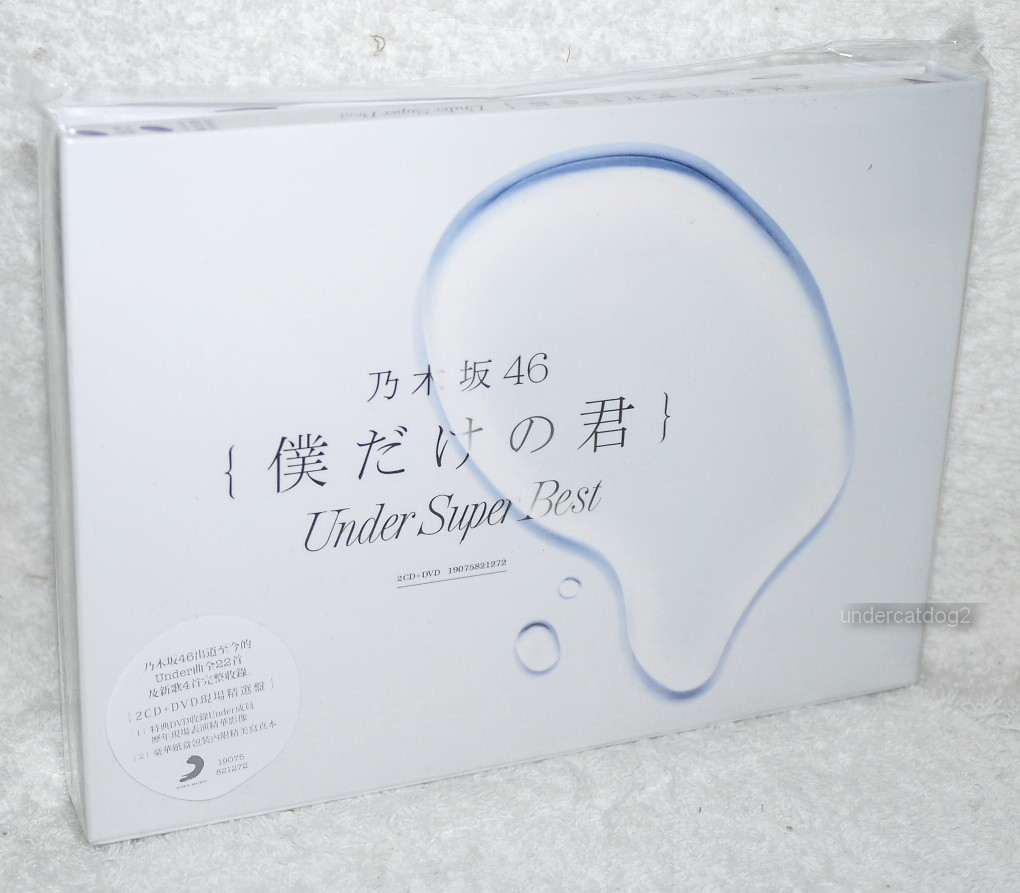 Under Super Best
乃木坂46
{僕だけの君}
Under Super Best
2CD+DVD 19075821272
undercatdog2
乃木坂46出道至今的
Under曲全22首
及新歌4首完整收錄
[2CD+DVD現場精選盤]
[1]特典DVD收錄Under成員
歷年現場表演精華影像
[2]豪華紙盒包裝內附精美寫真本
SONY MUSIC
19075
821272